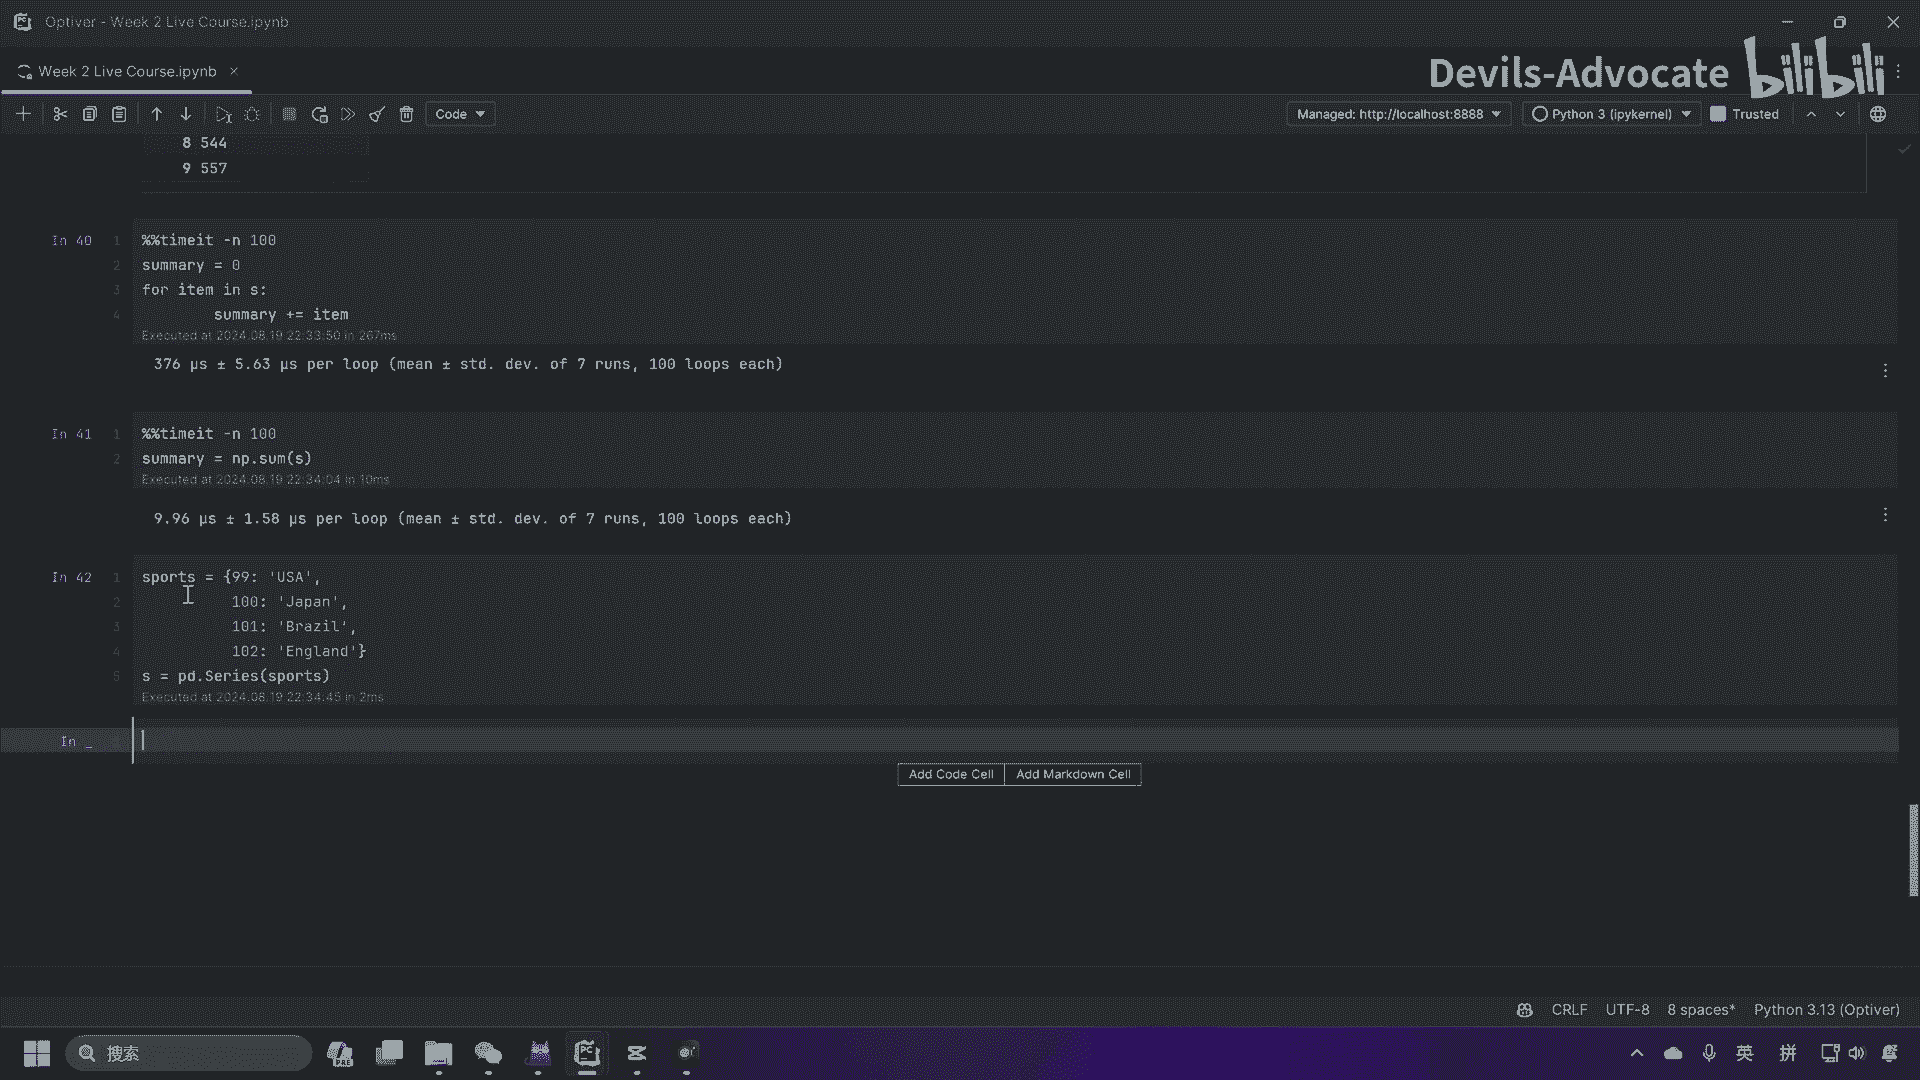 Optiver - Week 2 Live Course.ipynb
Week 2 Live Course.ipynb
Devils-Advocate bilibili
Code
Managed: http://localhost:8888
Python 3 (ipykernel)
Trusted
8 544
9 557
In 40
1 %%timeit -n 100
2 summary = 0
3 for item in s:
4 summary += item
Executed at 2024.08.19 22:33:50 in 267ms
376 µs ± 5.63 µs per loop (mean ± std. dev. of 7 runs, 100 loops each)
In 41
1 %%timeit -n 100
2 summary = np.sum(s)
Executed at 2024.08.19 22:34:04 in 10ms
9.96 µs ± 1.58 µs per loop (mean ± std. dev. of 7 runs, 100 loops each)
In 42
1 sports = {99: 'USA',
2 100: 'Japan',
3 101: 'Brazil',
4 102: 'England'}
5 s = pd.Series(sports)
Executed at 2024.08.19 22:34:45 in 2ms
In _
Add Code Cell Add Markdown Cell
CRLF UTF-8 8 spaces* Python 3.13 (Optiver)
搜索
PRE
PC
英
拼